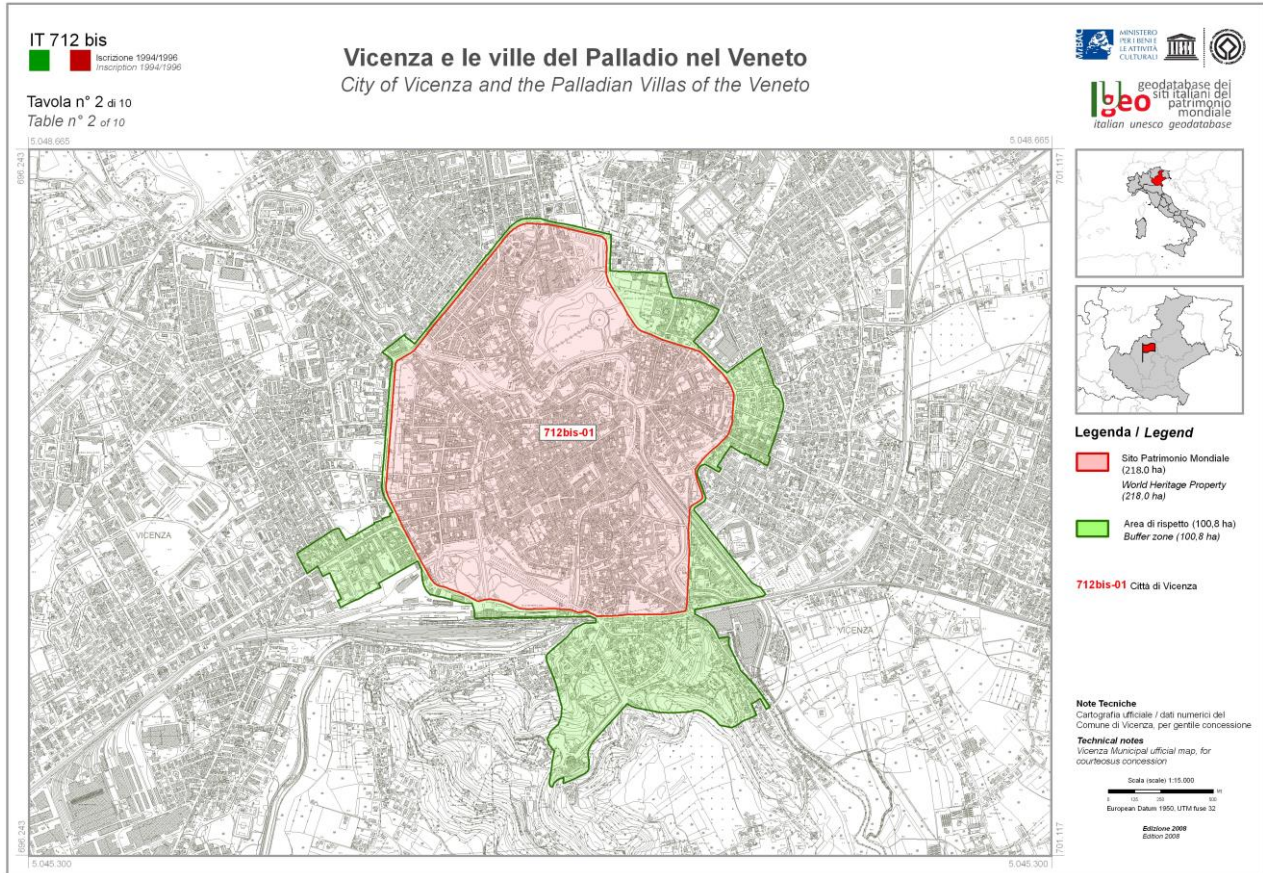 IT 712 bis
Iscrizione 1994/1996
Inscription 1994/1996
Tavola n° 2 di 10
Table n° 2 of 10
Vicenza e le ville del Palladio nel Veneto
City of Vicenza and the Palladian Villas of the Veneto
MiBAC
MINISTERO
PER I BENI E
LE ATTIVITÀ
CULTURALI
geo
geodatabase dei
siti italiani del
patrimonio
mondiale
italian unesco geodatabase
5.048.665
5.048.665
696.243
701.117
712bis-01
VICENZA
VICENZA
696.243
701.117
5.045.300
5.045.300
Legenda / Legend
Sito Patrimonio Mondiale
(218,0 ha)
World Heritage Property
(218,0 ha)
Area di rispetto (100,8 ha)
Buffer zone (100,8 ha)
712bis-01 Città di Vicenza
Note Tecniche
Cartografia ufficiale / dati numerici del
Comune di Vicenza, per gentile concessione
Technical notes
Vicenza Municipal official map, for
courteosus concession
Scala (scale) 1:15.000
0 125 250 500
European Datum 1950, UTM fuse 32
Edizione 2008
Edition 2008